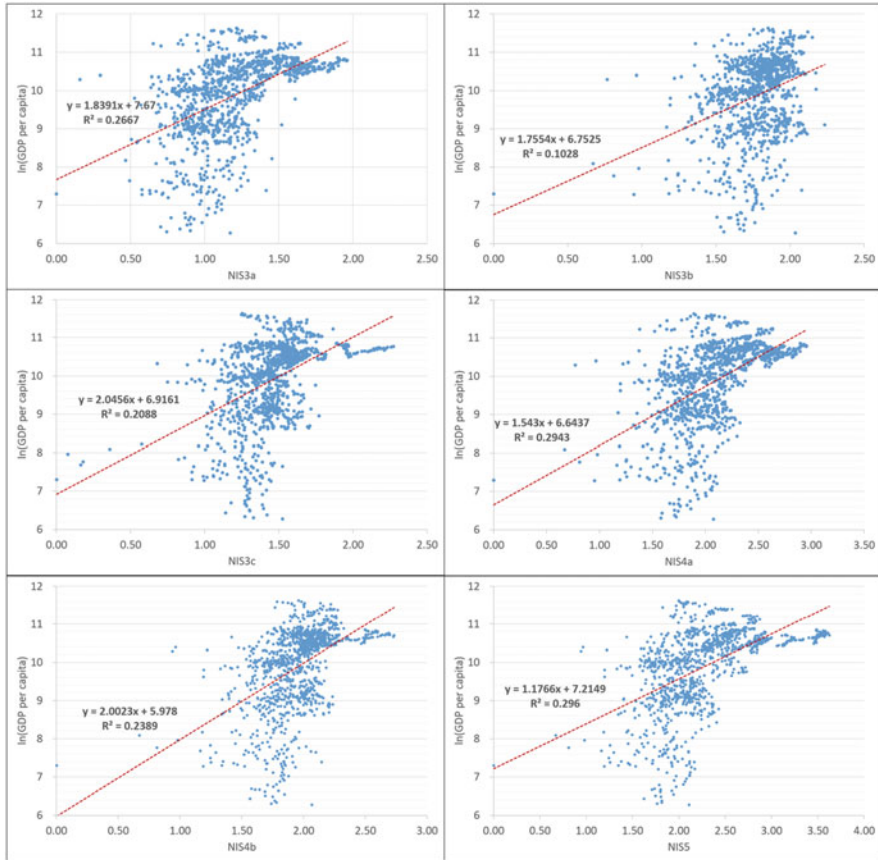 12
11
10
9
8
7
6
ln(GDP per capita)
y = 1.8391x + 7.67
R² = 0.2667
0.00 0.50 1.00 1.50 2.00 2.50
NIS3a
12
11
10
9
8
7
6
ln(GDP per capita)
y = 1.7554x + 6.7525
R² = 0.1028
0.00 0.50 1.00 1.50 2.00 2.50
NIS3b
12
11
10
9
8
7
6
ln(GDP per capita)
y = 2.0456x + 6.9161
R² = 0.2088
0.00 0.50 1.00 1.50 2.00 2.50
NIS3c
12
11
10
9
8
7
6
ln(GDP per capita)
y = 1.543x + 6.6437
R² = 0.2943
0.00 0.50 1.00 1.50 2.00 2.50 3.00 3.50
NIS4a
12
11
10
9
8
7
6
ln(GDP per capita)
y = 2.0023x + 5.978
R² = 0.2389
0.00 0.50 1.00 1.50 2.00 2.50 3.00
NIS4b
12
11
10
9
8
7
6
ln(GDP per capita)
y = 1.1766x + 7.2149
R² = 0.296
0.00 0.50 1.00 1.50 2.00 2.50 3.00 3.50 4.00
NIS5